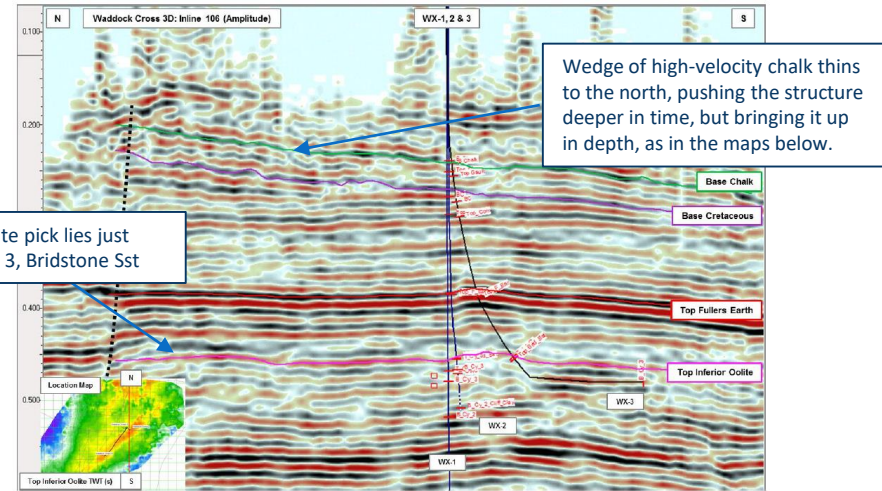 N
Waddock Cross 3D: Inline 106 (Amplitude)
WX-1, 2 & 3
S
0.100
Wedge of high-velocity chalk thins
to the north, pushing the structure
deeper in time, but bringing it up
in depth, as in the maps below.
0.200
Base Chalk
Base Cretaceous
te pick lies just
3, Bridstone Sst
0.400
Top Fullers Earth
Top Inferior Oolite
Location Map
N
0.500
WX-3
WX-2
WX-1
Top Inferior Oolite TWT (s)
S